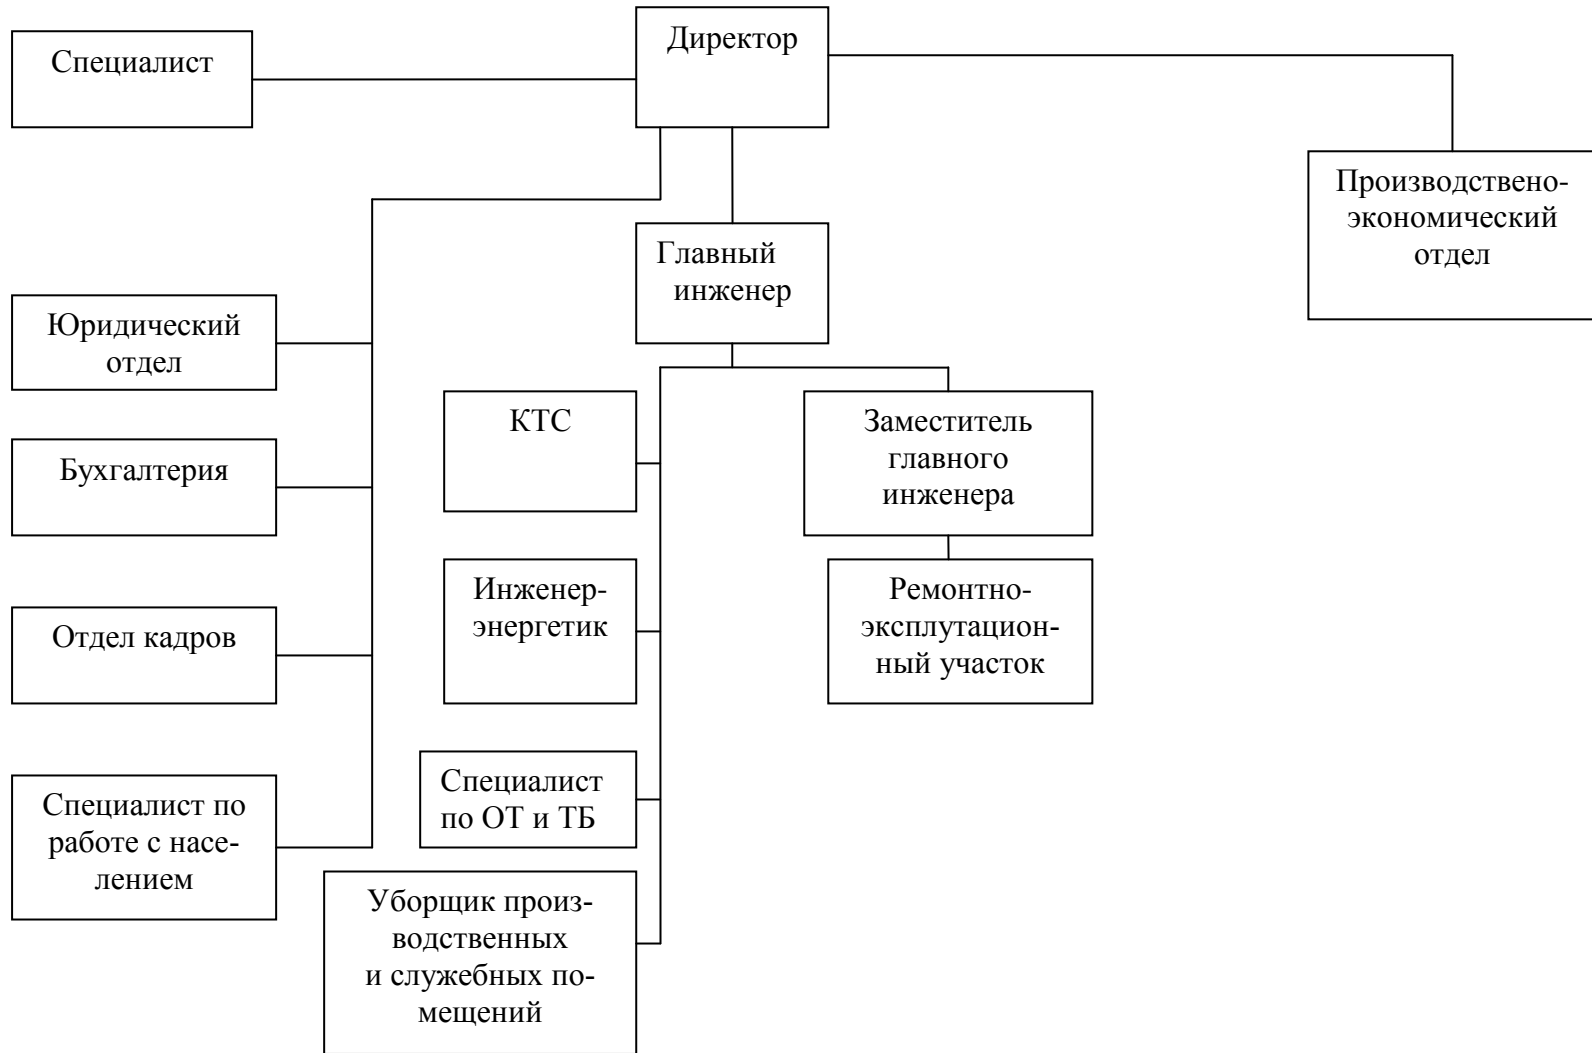 Специалист
Директор
Производствено-
экономический
отдел
Главный
инженер
Юридический
отдел
КТС
Заместитель
главного
инженера
Бухгалтерия
Инженер-
энергетик
Ремонтно-
эксплутацион-
ный участок
Отдел кадров
Специалист
по ОТ и ТБ
Специалист по
работе с насе-
лением
Уборщик произ-
водственных
и служебных по-
мещений